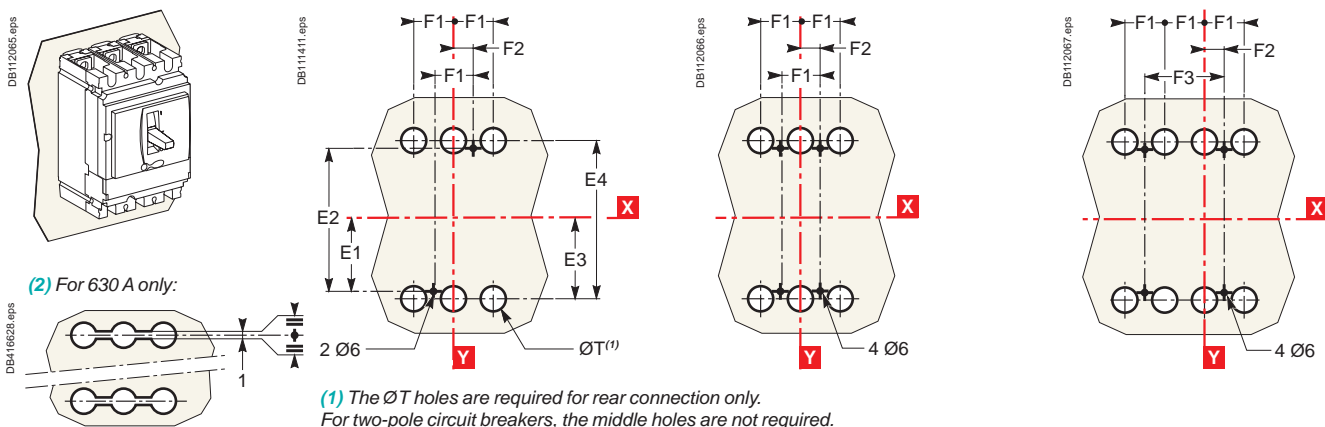 DB112065.eps
DB111411.eps
F1 F1
F2
F1
E2
E4
X
E1
E3
2 Ø6
ØT(1)
Y
DB112066.eps
F1 F1
F2
F1
X
4 Ø6
Y
DB112067.eps
F1 F1 F1
F2
F3
X
4 Ø6
Y
(2) For 630 A only:
DB416628.eps
=
=
1
(1) The ØT holes are required for rear connection only.
For two-pole circuit breakers, the middle holes are not required.